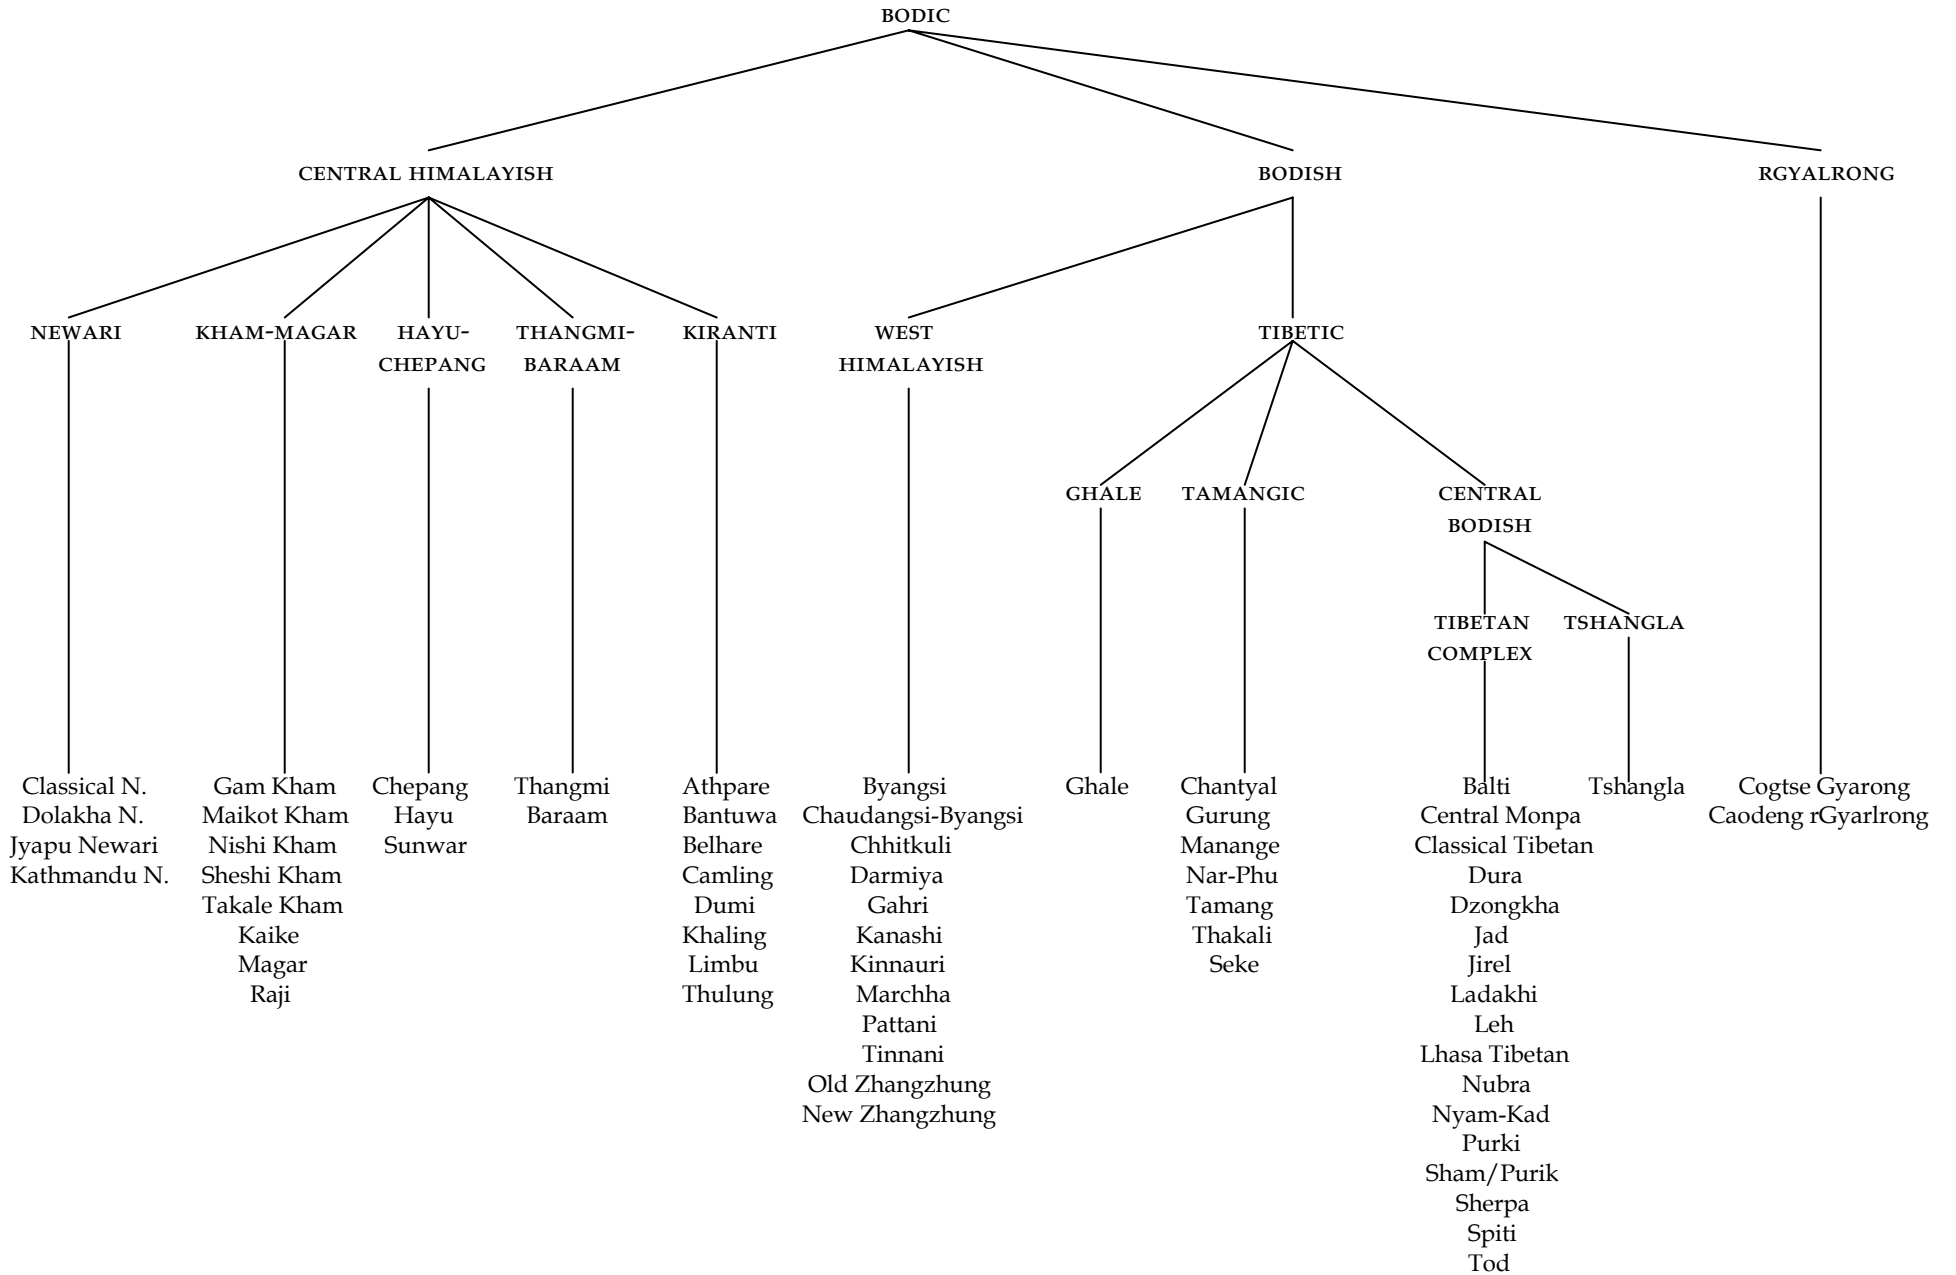 BODIC
CENTRAL HIMALAYISH
BODISH
RGYALRONG
NEWARI
KHAM-MAGAR
HAYU-
CHEPANG
THANGMI-
BARAAM
KIRANTI
WEST
HIMALAYISH
TIBETIC
GHALE
TAMANGIC
CENTRAL
BODISH
TIBETAN
COMPLEX
TSHANGLA
Classical N.
Dolakha N.
Jyapu Newari
Kathmandu N.
Gam Kham
Maikot Kham
Nishi Kham
Sheshi Kham
Takale Kham
Kaike
Magar
Raji
Chepang
Hayu
Sunwar
Thangmi
Baraam
Athpare
Bantuwa
Belhare
Camling
Dumi
Khaling
Limbu
Thulung
Byangsi
Chaudangsi-Byangsi
Chhitkuli
Darmiya
Gahri
Kanashi
Kinnauri
Marchha
Pattani
Tinnani
Old Zhangzhung
New Zhangzhung
Ghale
Chantyal
Gurung
Manange
Nar-Phu
Tamang
Thakali
Seke
Balti
Central Monpa
Classical Tibetan
Dura
Dzongkha
Jad
Jirel
Ladakhi
Leh
Lhasa Tibetan
Nubra
Nyam-Kad
Purki
Sham/Purik
Sherpa
Spiti
Tod
Tshangla
Cogtse Gyarong
Caodeng rGyarlrong